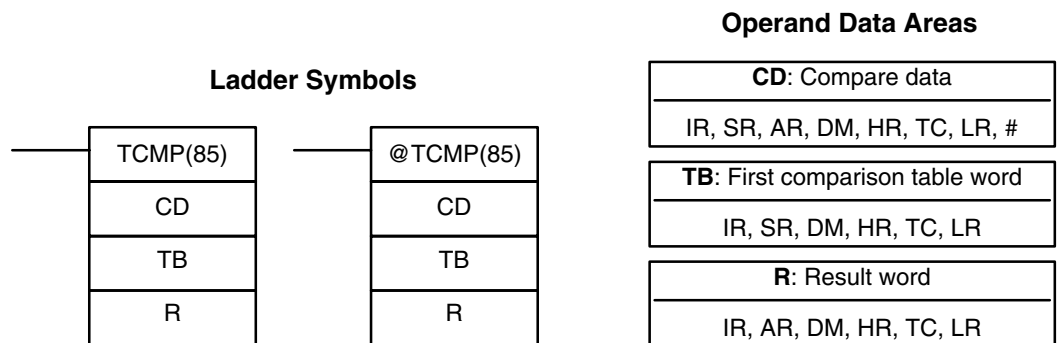 Ladder Symbols
TCMP(85)
CD
TB
R
@TCMP(85)
CD
TB
R
Operand Data Areas
CD: Compare data
IR, SR, AR, DM, HR, TC, LR, #
TB: First comparison table word
IR, SR, DM, HR, TC, LR
R: Result word
IR, AR, DM, HR, TC, LR